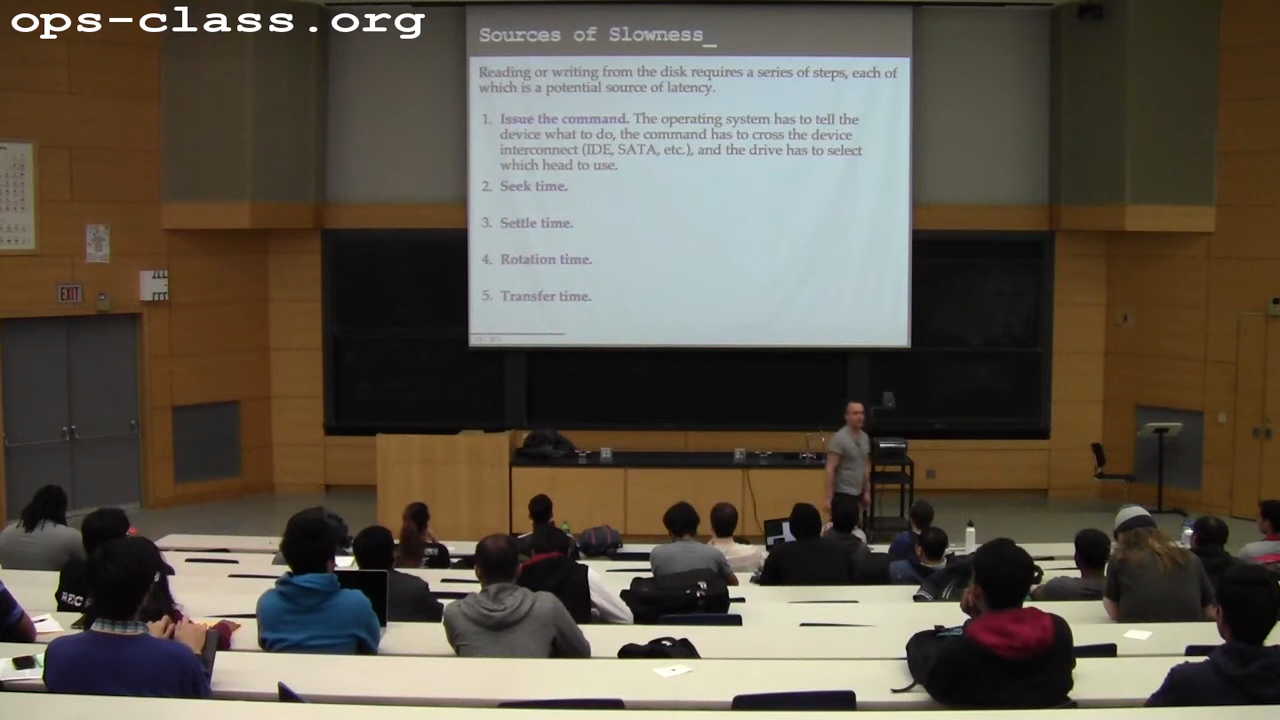 ops-class.org
Sources of Slowness_
Reading or writing from the disk requires a series of steps, each of
which is a potential source of latency.
1. Issue the command. The operating system has to tell the
device what to do, the command has to cross the device
interconnect (IDE, SATA, etc.), and the drive has to select
which head to use.
2. Seek time.
3. Settle time.
4. Rotation time.
5. Transfer time.
EXIT
REC